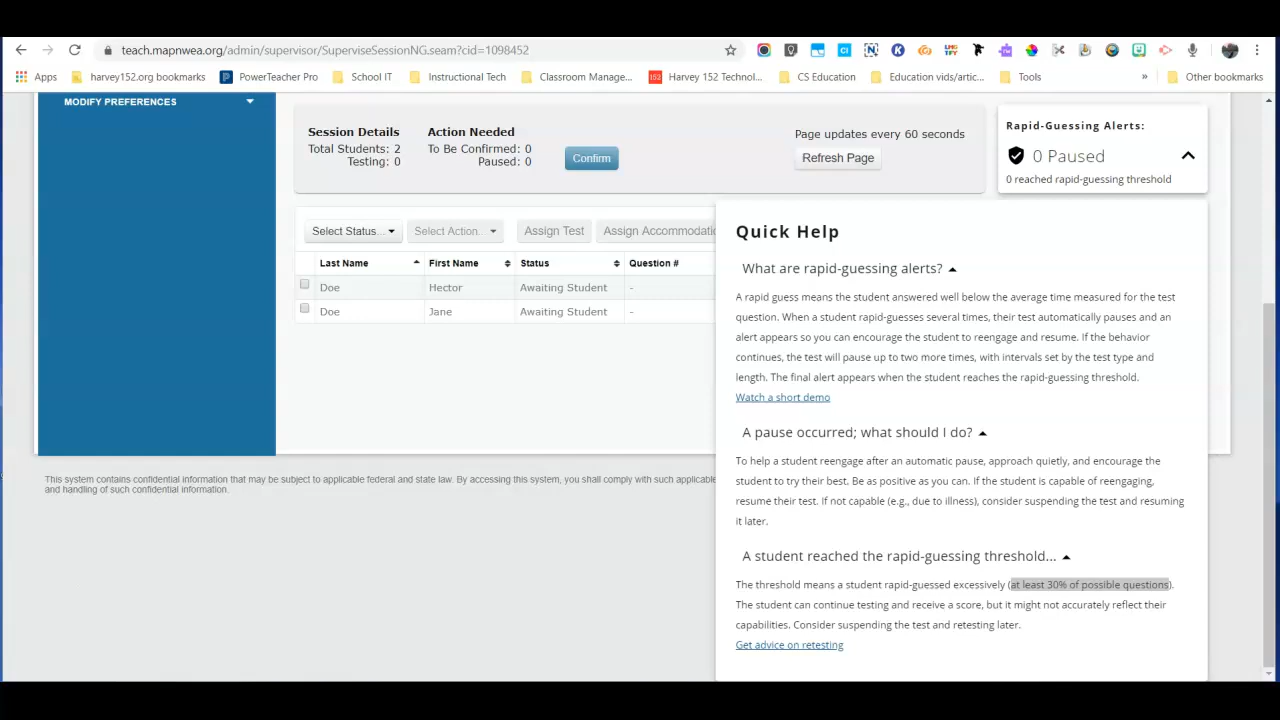 teach.mapnwea.org/admin/supervisor/SuperviseSessionNG.seam?cid=1098452
Apps harvey152.org bookmarks PowerTeacher Pro School IT Instructional Tech Classroom Manage... 152 Harvey 152 Technol... CS Education Education vids/artic... Tools » Other bookmarks
MODIFY PREFERENCES
Session Details
Total Students: 2
Testing: 0
Action Needed
To Be Confirmed: 0
Paused: 0
Confirm
Page updates every 60 seconds
Refresh Page
Rapid-Guessing Alerts:
0 Paused
0 reached rapid-guessing threshold
Select Status... Select Action. Assign Test Assign Accommodatio
Last Name First Name Status Question #
Doe Hector Awaiting Student -
Doe Jane Awaiting Student -
Quick Help
What are rapid-guessing alerts?
A rapid guess means the student answered well below the average time measured for the test
question. When a student rapid-guesses several times, their test automatically pauses and an
alert appears so you can encourage the student to reengage and resume. If the behavior
continues, the test will pause up to two more times, with intervals set by the test type and
length. The final alert appears when the student reaches the rapid-guessing threshold.
Watch a short demo
A pause occurred; what should I do?
To help a student reengage after an automatic pause, approach quietly, and encourage the
student to try their best. Be as positive as you can. If the student is capable of reengaging,
resume their test. If not capable (e.g., due to illness), consider suspending the test and resuming
it later.
A student reached the rapid-guessing threshold...
The threshold means a student rapid-guessed excessively (at least 30% of possible questions).
The student can continue testing and receive a score, but it might not accurately reflect their
capabilities. Consider suspending the test and retesting later.
Get advice on retesting
This system contains confidential information that may be subject to applicable federal and state law. By accessing this system, you shall comply with such applicable
and handling of such confidential information.